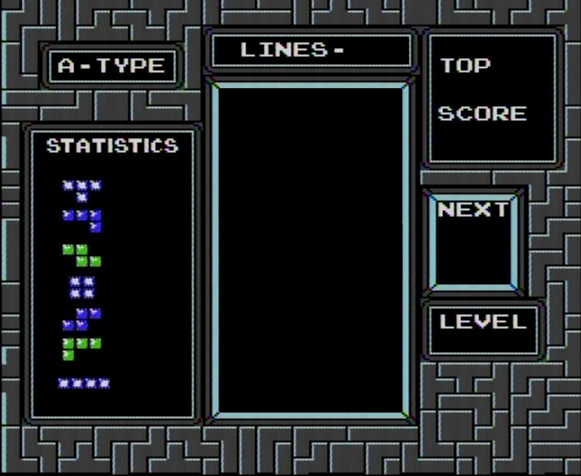 A-TYPE
LINES-
TOP
SCORE
STATISTICS
NEXT
LEVEL